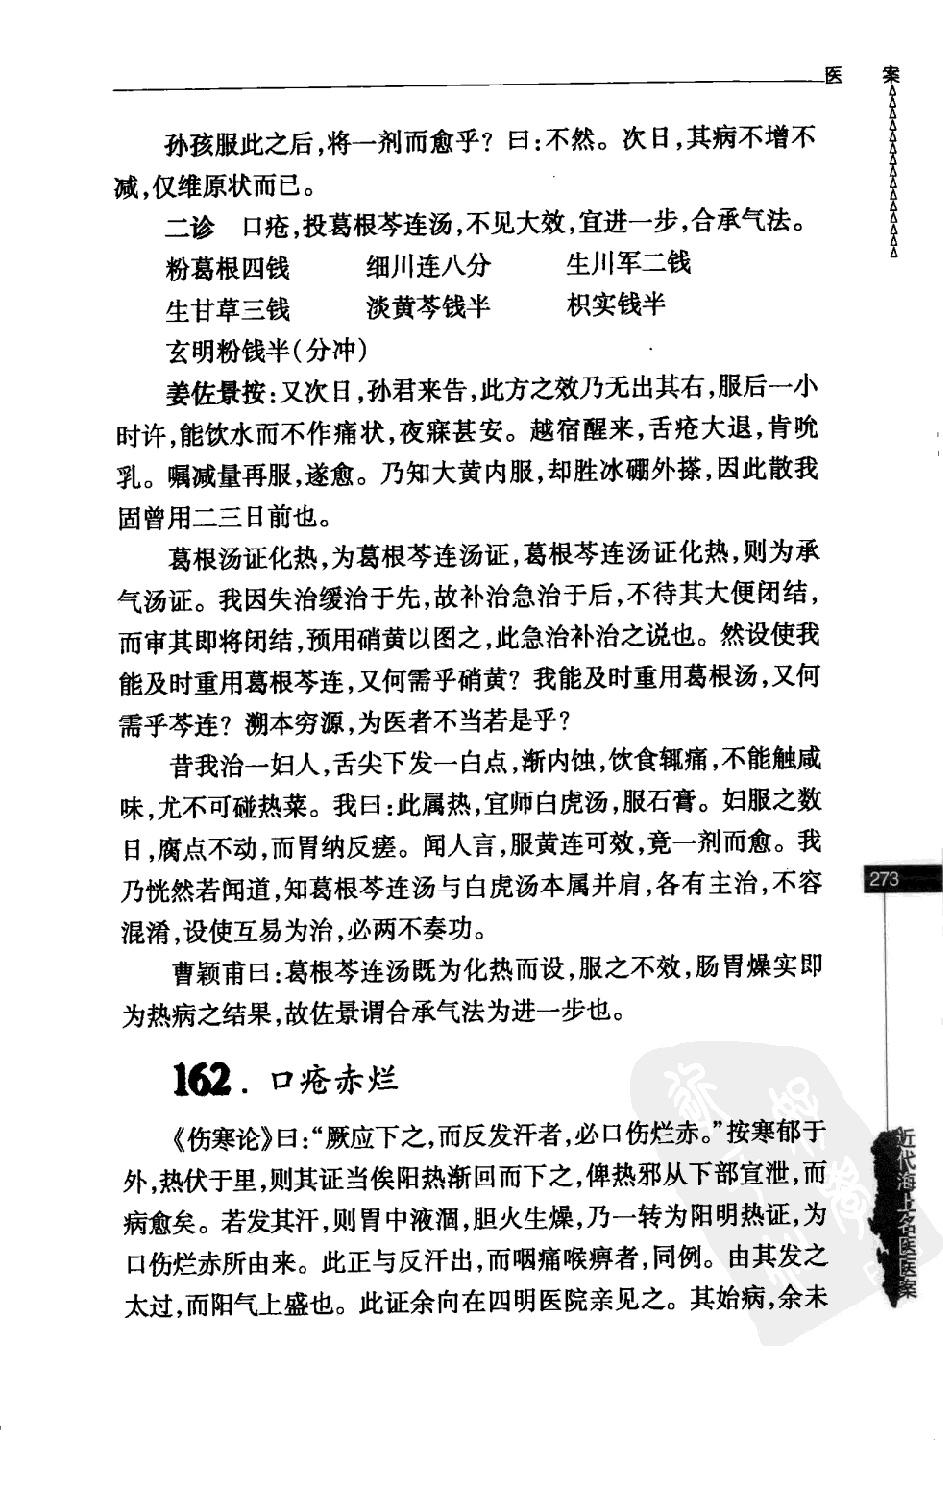 医 案
孙孩服此之后,将一剂而愈乎?曰:不然。次日,其病不增不
减,仅维原状而已。
二诊 口疮,投葛根芩连汤,不见大效,宜进一步,合承气法。
粉葛根四钱 细川连八分 生川军二钱
生甘草三钱 淡黄芩钱半 枳实钱半
玄明粉钱半(分冲)
姜佐景按:又次日,孙君来告,此方之效乃无出其右,服后一小
时许,能饮水而不作痛状,夜寐甚安。越宿醒来,舌疮大退,肯吮
乳。嘱减量再服,遂愈。乃知大黄内服,却胜冰硼外搽,因此散我
固曾用二三日前也。
葛根汤证化热,为葛根芩连汤证,葛根芩连汤证化热,则为承
气汤证。我因失治缓治于先,故补治急治于后,不待其大便闭结,
而审其即将闭结,预用硝黄以图之,此急治补治之说也。然设使我
能及时重用葛根芩连,又何需乎硝黄?我能及时重用葛根汤,又何
需乎芩连?溯本穷源,为医者不当若是乎?
昔我治一妇人,舌尖下发一白点,渐内蚀,饮食辄痛,不能触咸
味,尤不可碰热菜。我曰:此属热,宜师白虎汤,服石膏。妇服之数
日,腐点不动,而胃纳反差。闻人言,服黄连可效,竟一剂而愈。我
乃恍然若闻道,知葛根芩连汤与白虎汤本属并肩,各有主治,不容
混淆,设使互易为治,必两不奏功。
曹颖甫曰:葛根芩连汤既为化热而设,服之不效,肠胃燥实即
为热病之结果,故佐景谓合承气法为进一步也。
162.口疮赤烂
《伤寒论》曰:“厥应下之,而反发汗者,必口伤烂赤。”按寒郁于
外,热伏于里,则其证当俟阳热渐回而下之,俾热邪从下部宣泄,而
病愈矣。若发其汗,则胃中液涸,胆火生燥,乃一转为阳明热证,为
口伤烂赤所由来。此正与反汗出,而咽痛喉痹者,同例。由其发之
太过,而阳气上盛也。此证余向在四明医院亲见之。其始病,余未
273
近代海上名医医案